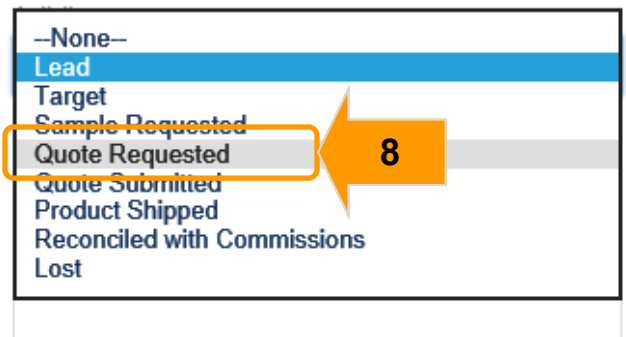 --None--
Lead
Target
Sample Requested
Quote Requested
8
Quote Submitted
Product Shipped
Reconciled with Commissions
Lost